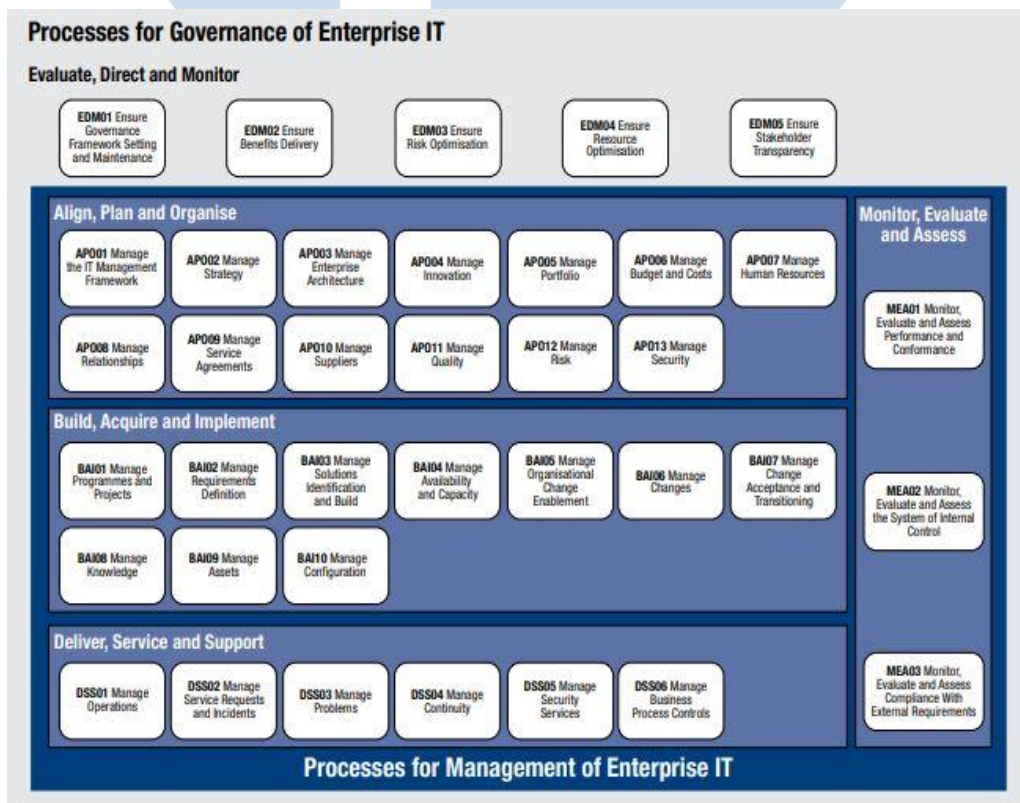 Processes for Governance of Enterprise IT
Evaluate, Direct and Monitor
EDM01 Ensure
Governance
Framework Setting
and Maintenance
EDM02 Ensure
Benefits Delivery
EDM03 Ensure
Risk Optimisation
EDM04 Ensure
Resource
Optimisation
EDM05 Ensure
Stakeholder
Transparency
Align, Plan and Organise
APO01 Manage
the IT Management
Framework
APO02 Manage
Strategy
APO03 Manage
Enterprise
Architecture
APO04 Manage
Innovation
APO05 Manage
Portfolio
APO06 Manage
Budget and Costs
APO07 Manage
Human Resources
APO08 Manage
Relationships
APO09 Manage
Service
Agreements
APO10 Manage
Suppliers
APO11 Manage
Quality
APO12 Manage
Risk
APO13 Manage
Security
Build, Acquire and Implement
BAI01 Manage
Programmes and
Projects
BAI02 Manage
Requirements
Definition
BAI03 Manage
Solutions
Identification
and Build
BAI04 Manage
Availability
and Capacity
BAI05 Manage
Organisational
Change
Enablement
BAI06 Manage
Changes
BAI07 Manage
Change
Acceptance and
Transitioning
BAI08 Manage
Knowledge
BAI09 Manage
Assets
BAI10 Manage
Configuration
Deliver, Service and Support
DSS01 Manage
Operations
DSS02 Manage
Service Requests
and Incidents
DSS03 Manage
Problems
DSS04 Manage
Continuity
DSS05 Manage
Security
Services
DSS06 Manage
Business
Process Controls
Monitor, Evaluate
and Assess
MEA01 Monitor,
Evaluate and Assess
Performance and
Conformance
MEA02 Monitor,
Evaluate and Assess
the System of Internal
Control
MEA03 Monitor,
Evaluate and Assess
Compliance With
External Requirements
Processes for Management of Enterprise IT